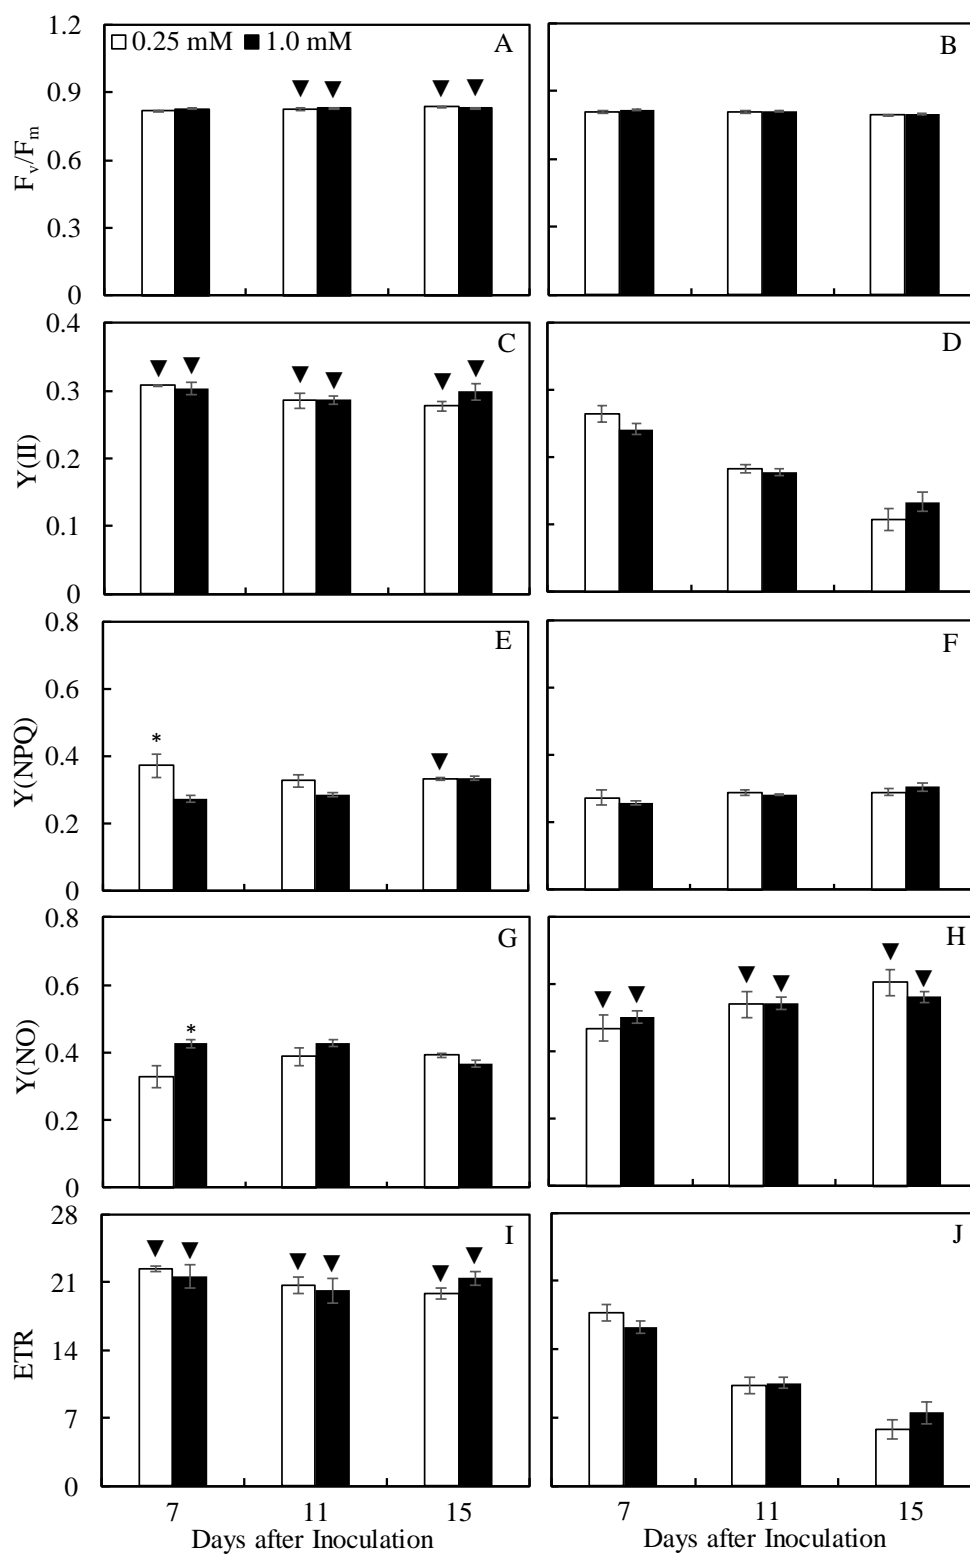 1.2
0.25 mM 1.0 mM
A
B
0.9
0.6
0.3
0
Fv/Fm
0.4
C
D
0.3
0.2
0.1
0
Y(II)
0.8
E
F
0.6
*
0.4
0.2
0
Y(NPQ)
0.8
G
H
0.6
*
0.4
0.2
0
Y(NO)
28
I
J
21
14
7
0
ETR
7 11 15
7 11 15
Days after Inoculation
Days after Inoculation